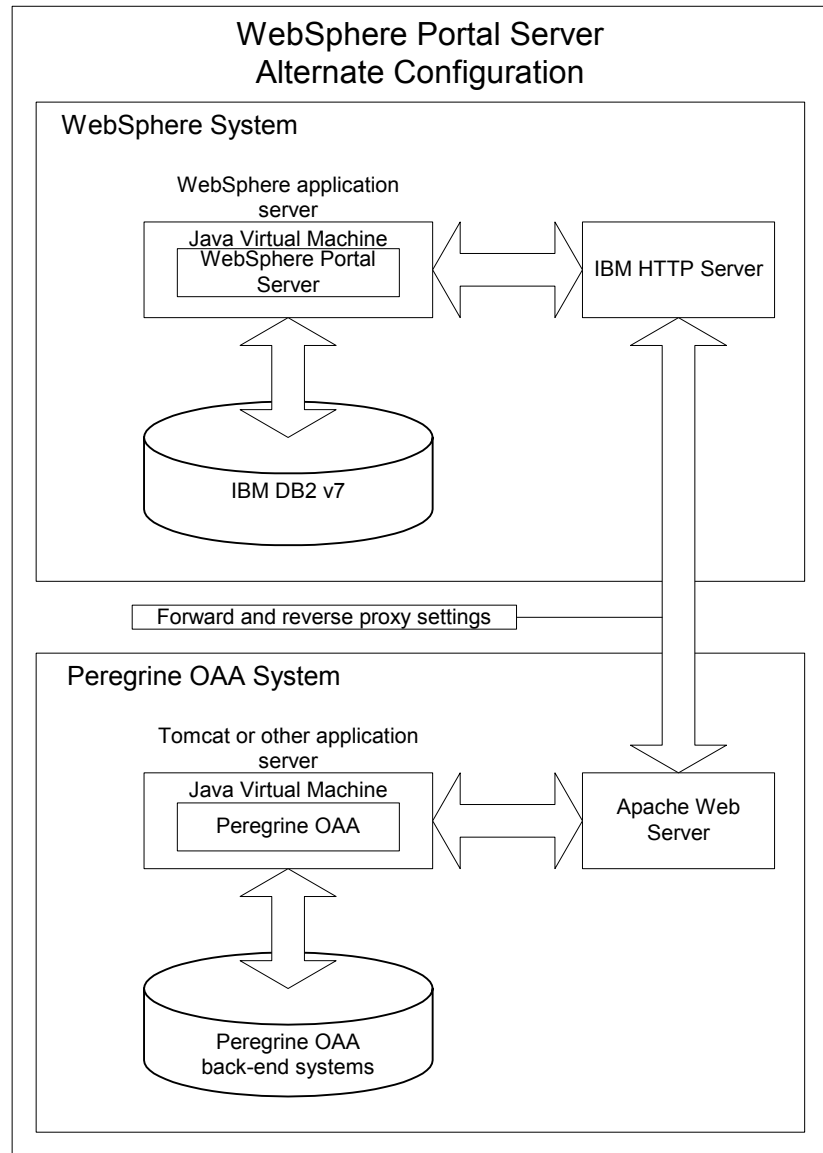 WebSphere Portal Server
Alternate Configuration
WebSphere System
WebSphere application
server
Java Virtual Machine
WebSphere Portal
Server
IBM HTTP Server
IBM DB2 v7
Forward and reverse proxy settings
Peregrine OAA System
Tomcat or other application
server
Java Virtual Machine
Peregrine OAA
Apache Web
Server
Peregrine OAA
back-end systems